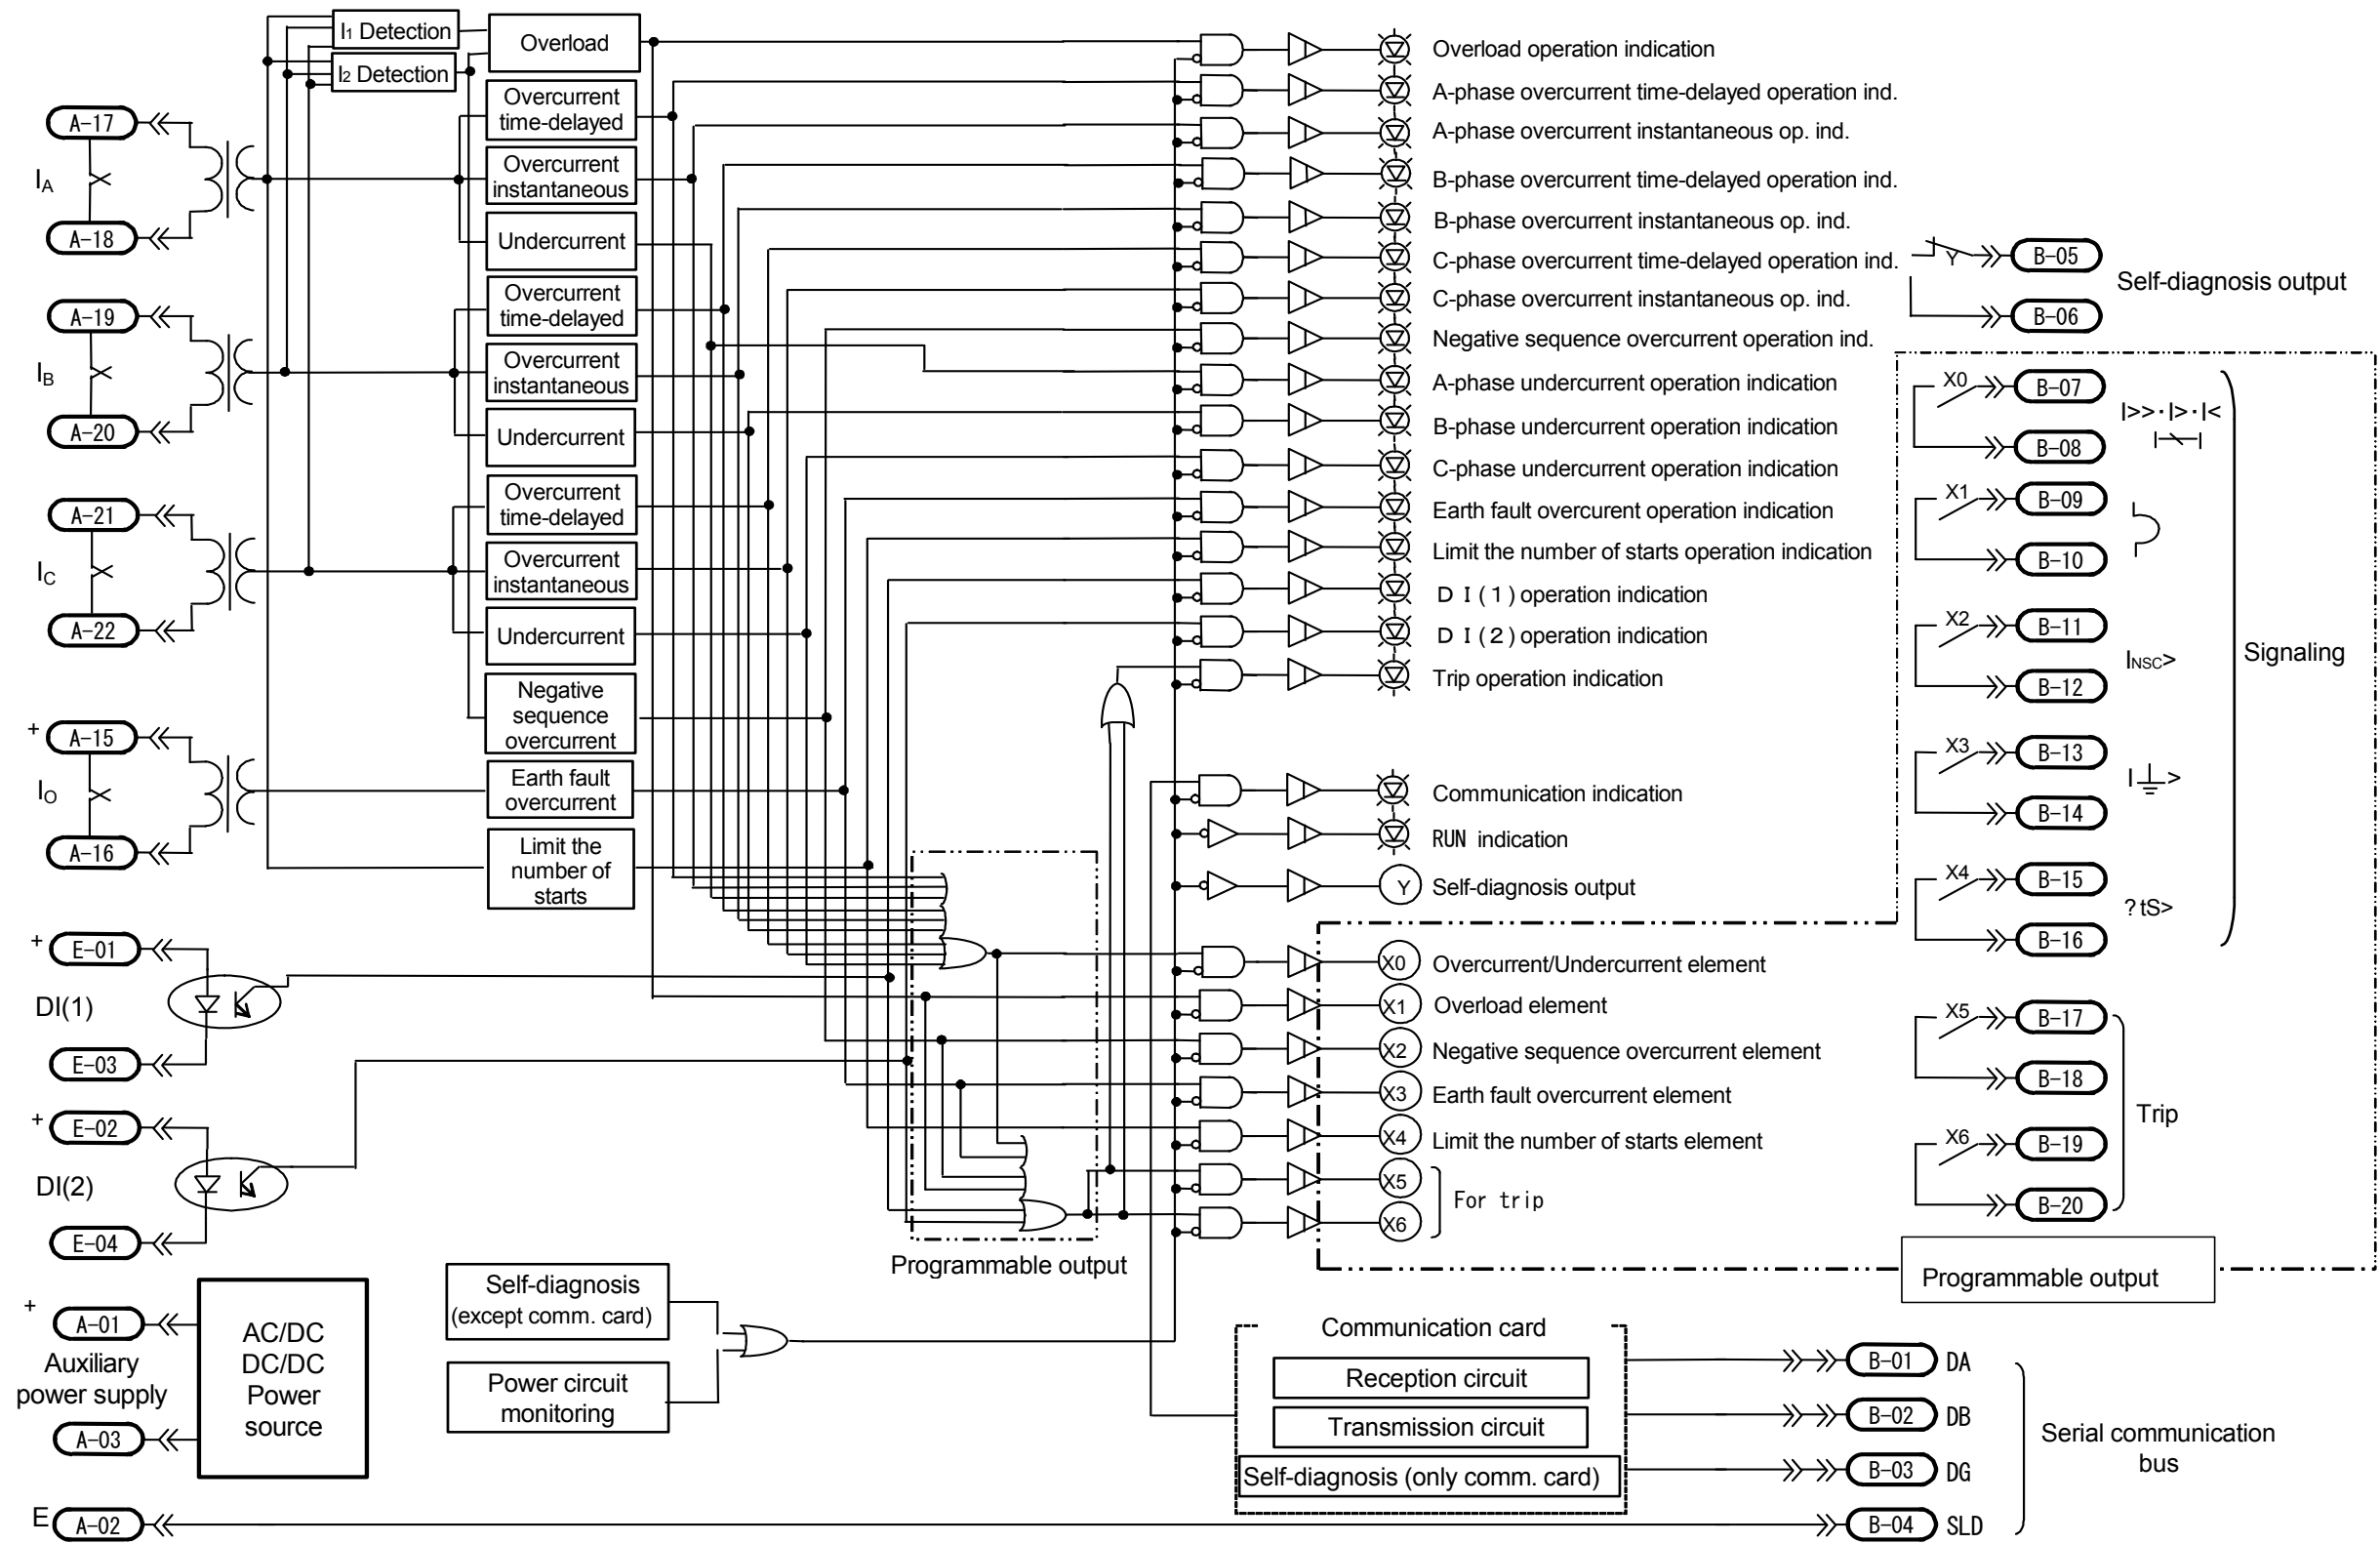 I1 Detection
I2 Detection
Overload
Overcurrent
time-delayed
Overcurrent
instantaneous
Undercurrent
Overcurrent
time-delayed
Overcurrent
instantaneous
Undercurrent
Overcurrent
time-delayed
Overcurrent
instantaneous
Undercurrent
Negative
sequence
overcurrent
Earth fault
overcurrent
Limit the
number of
starts
A-17
IA
A-18
A-19
IB
A-20
A-21
IC
A-22
+
A-15
IO
A-16
+
E-01
DI(1)
E-03
+
E-02
DI(2)
E-04
+
A-01
Auxiliary
power supply
A-03
AC/DC
DC/DC
Power
source
E
A-02
Self-diagnosis
(except comm. card)
Power circuit
monitoring
Programmable output
Overload operation indication
A-phase overcurrent time-delayed operation ind.
A-phase overcurrent instantaneous op. ind.
B-phase overcurrent time-delayed operation ind.
B-phase overcurrent instantaneous op. ind.
C-phase overcurrent time-delayed operation ind.
C-phase overcurrent instantaneous op. ind.
Negative sequence overcurrent operation ind.
A-phase undercurrent operation indication
B-phase undercurrent operation indication
C-phase undercurrent operation indication
Earth fault overcurent operation indication
Limit the number of starts operation indication
DI(1) operation indication
DI(2) operation indication
Trip operation indication
Communication indication
RUN indication
Y Self-diagnosis output
X0 Overcurrent/Undercurrent element
X1 Overload element
X2 Negative sequence overcurrent element
X3 Earth fault overcurrent element
X4 Limit the number of starts element
X5
For trip
X6
Y B-05
Self-diagnosis output
B-06
X0 B-07
I>>·I>·I<
B-08
X1 B-09
B-10
X2 B-11
INSC>
B-12
X3 B-13
I >
B-14
X4 B-15
?tS>
B-16
Signaling
X5 B-17
B-18
Trip
X6 B-19
B-20
Programmable output
Communication card
Reception circuit
Transmission circuit
Self-diagnosis (only comm. card)
B-01 DA
B-02 DB
B-03 DG
B-04 SLD
Serial communication
bus